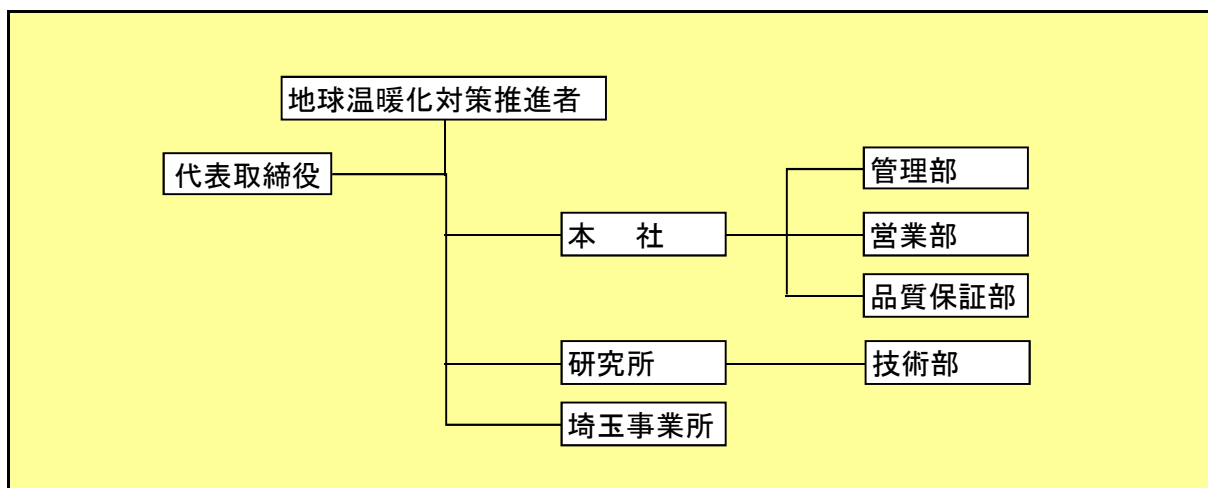 地球温暖化対策推進者
代表取締役
管理部
本 社
営業部
品質保証部
研究所
技術部
埼玉事業所